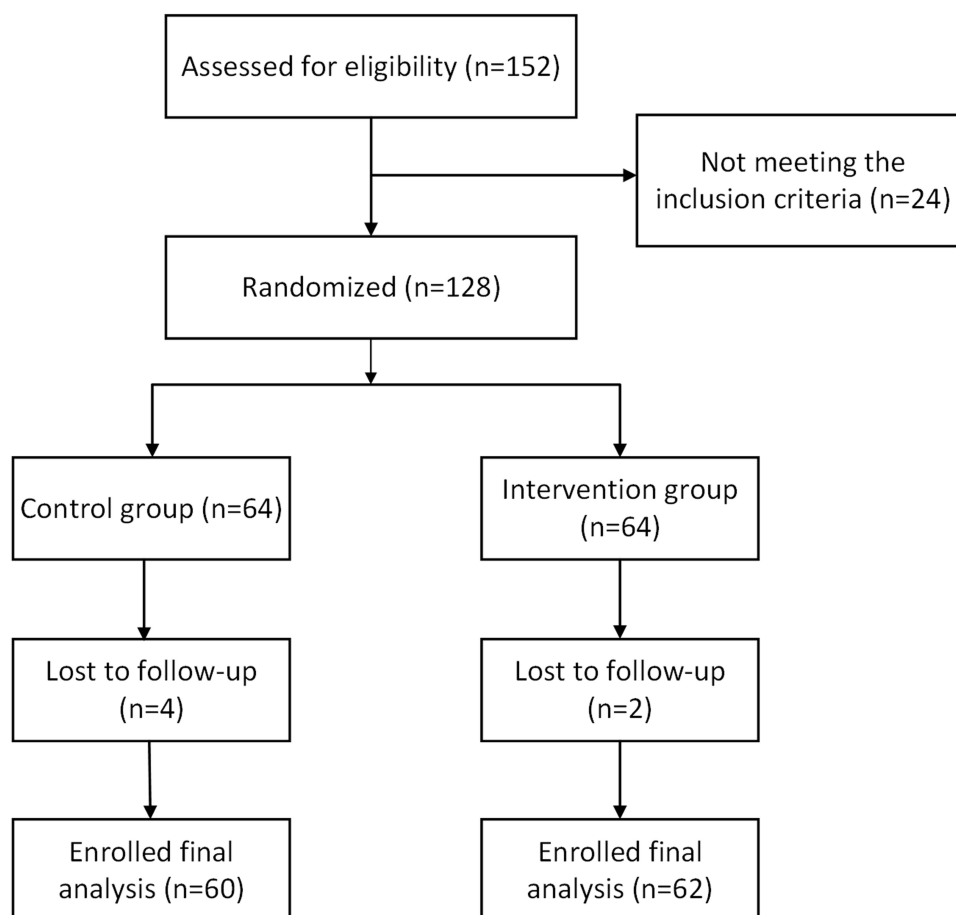 Assessed for eligibility (n=152)
Not meeting the
inclusion criteria (n=24)
Randomized (n=128)
Control group (n=64)
Intervention group
(n=64)
Lost to follow-up
(n=4)
Lost to follow-up
(n=2)
Enrolled final
analysis (n=60)
Enrolled final
analysis (n=62)